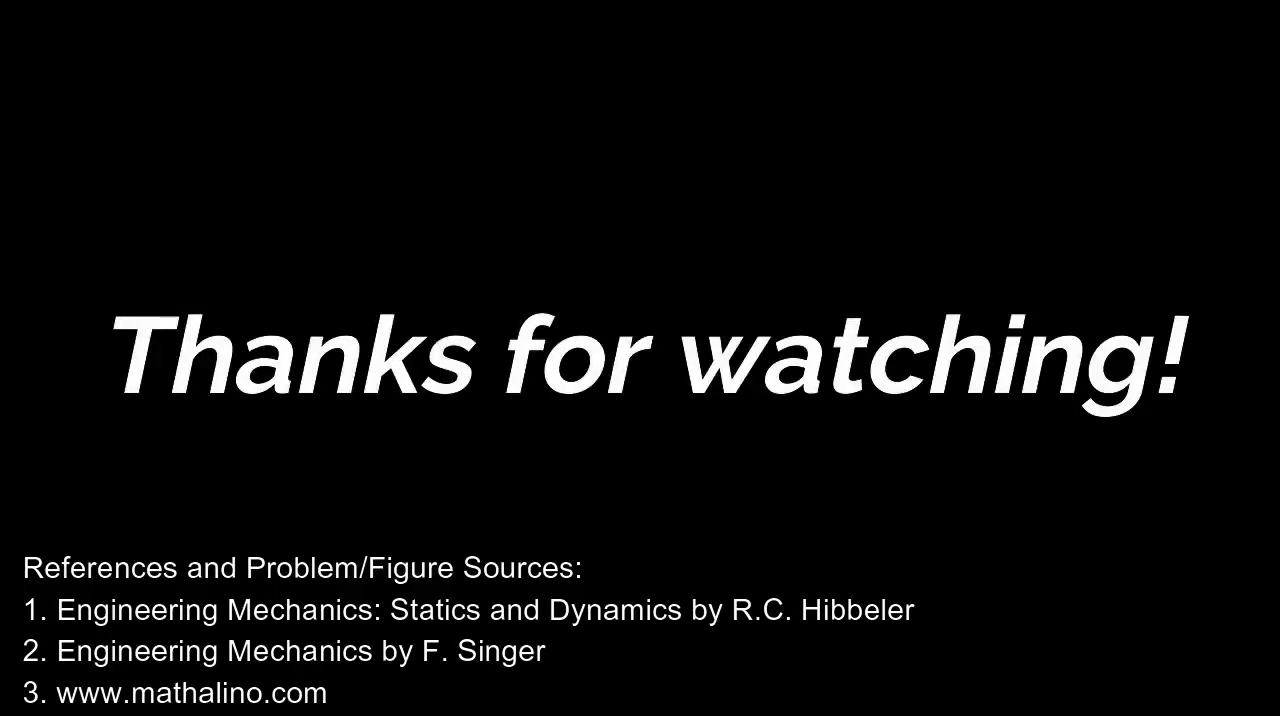 Thanks for watching!
References and Problem/Figure Sources:
1. Engineering Mechanics: Statics and Dynamics by R.C. Hibbeler
2. Engineering Mechanics by F. Singer
3. www.mathalino.com